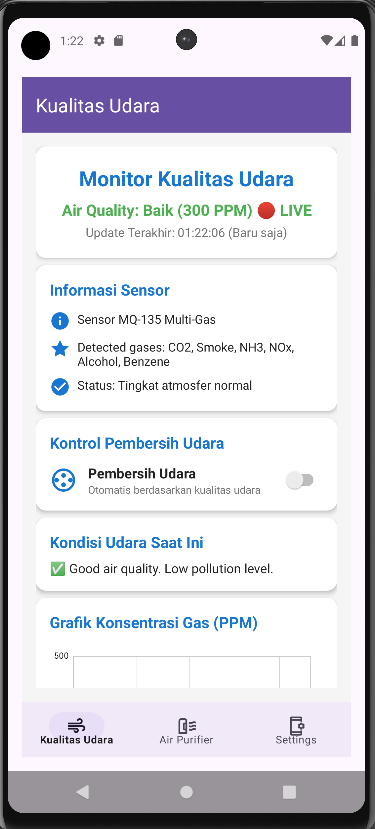 1:22
Kualitas Udara
Monitor Kualitas Udara
Air Quality: Baik (300 PPM) 🔴 LIVE
Update Terakhir: 01:22:06 (Baru saja)
Informasi Sensor
Sensor MQ-135 Multi-Gas
Detected gases: CO2, Smoke, NH3, NOx,
Alcohol, Benzene
Status: Tingkat atmosfer normal
Kontrol Pembersih Udara
Pembersih Udara
Otomatis berdasarkan kualitas udara
Kondisi Udara Saat Ini
✅ Good air quality. Low pollution level.
Grafik Konsentrasi Gas (PPM)
500
Kualitas Udara
Air Purifier
Settings